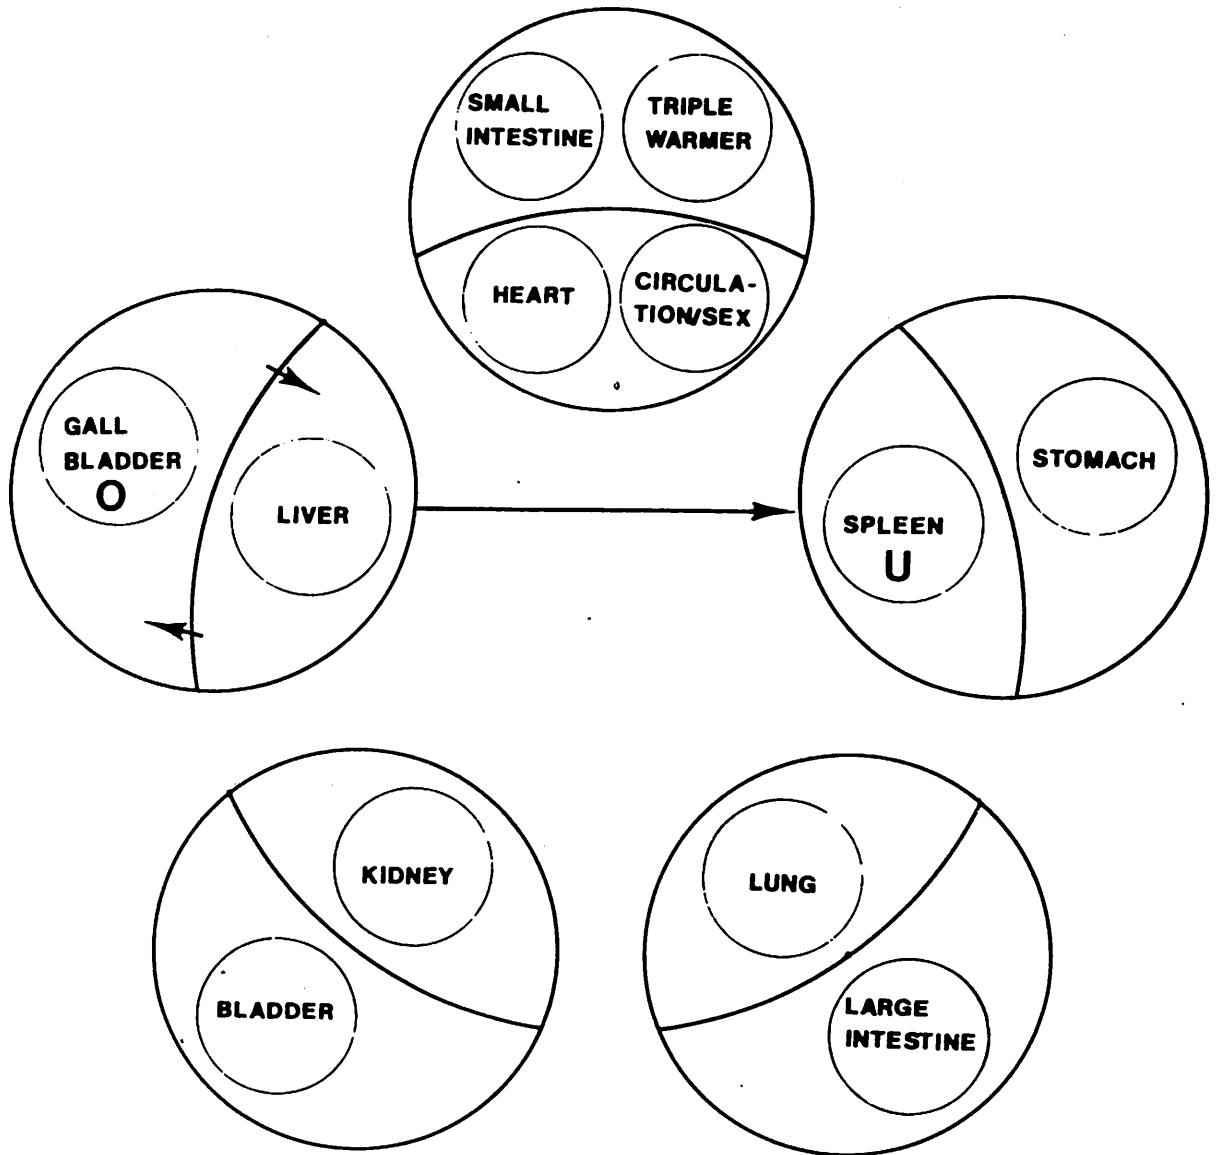 SMALL
INTESTINE
TRIPLE
WARMER
HEART
CIRCULA-
TION/SEX
GALL
BLADDER
O
LIVER
SPLEEN
U
STOMACH
KIDNEY
BLADDER
LUNG
LARGE
INTESTINE